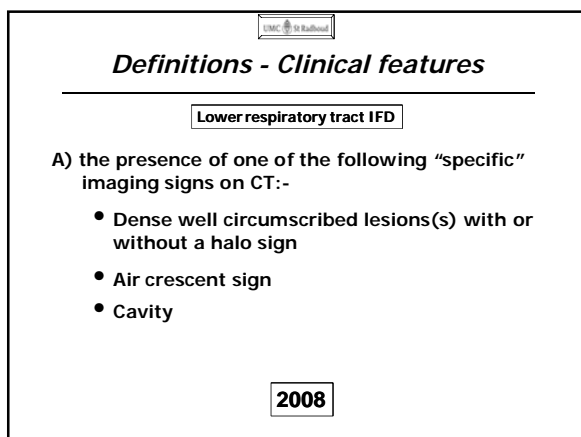 UMC St Radboud
Definitions - Clinical features
Lower respiratory tract IFD
A) the presence of one of the following “specific”
imaging signs on CT:-
• Dense well circumscribed lesions(s) with or
without a halo sign
• Air crescent sign
• Cavity
2008